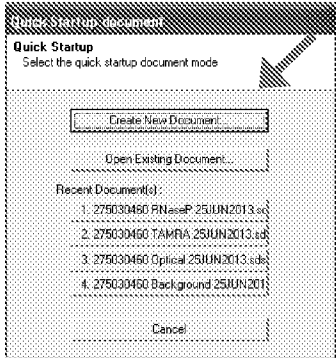 Quick Startup document
Quick Startup
Select the quick startup document mode
Create New Document...
Open Existing Document...
Recent Document(s) :
1. 275030460 RNaseP 25JUN2013.sd
2. 275030460 TAMRA 25JUN2013.sd
3. 275030460 Optical 25JUN2013.sds
4. 275030460 Background 25JUN201
Cancel